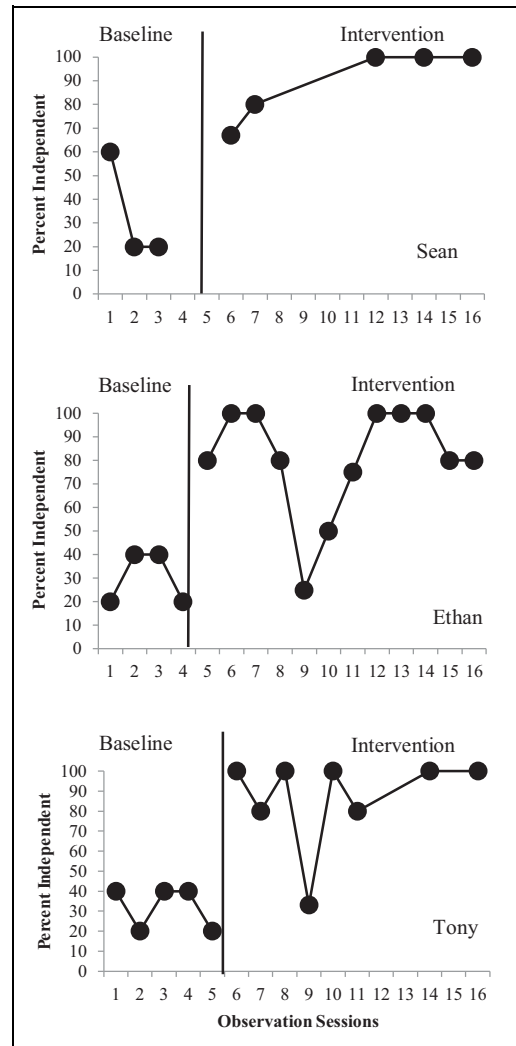 Baseline Intervention
100
90
80
70
60
50
40
30
20
10
0
Percent Independent
Sean
1 2 3 4 5 6 7 8 9 10 11 12 13 14 15 16
Baseline Intervention
100
90
80
70
60
50
40
30
20
10
0
Percent Independent
Ethan
1 2 3 4 5 6 7 8 9 10 11 12 13 14 15 16
Baseline Intervention
100
90
80
70
60
50
40
30
20
10
0
Percent Independent
Tony
1 2 3 4 5 6 7 8 9 10 11 12 13 14 15 16
Observation Sessions